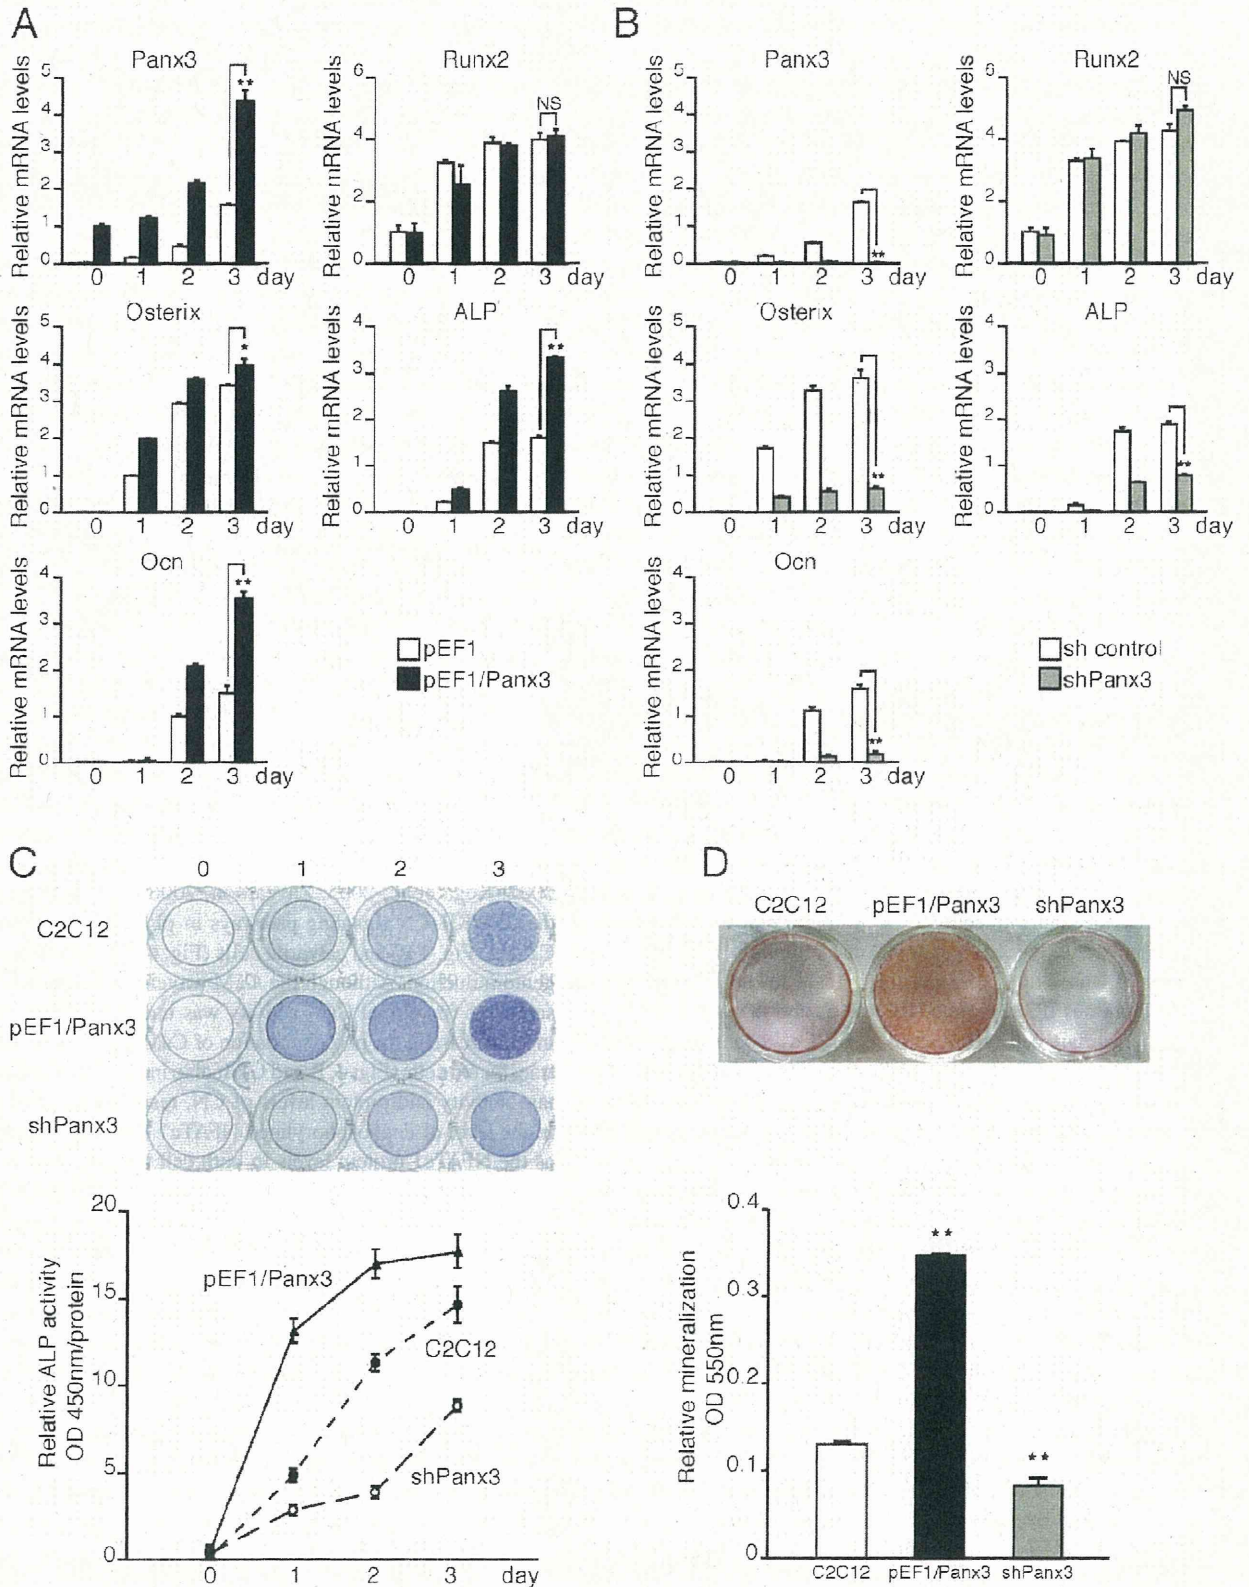 A
B
Panx3
Relative mRNA levels
5
4
3
2
1
0
**
0 1 2 3 day
Runx2
Relative mRNA levels
6
4
2
0
NS
0 1 2 3 day
Panx3
Relative mRNA levels
5
4
3
2
1
0
**
0 1 2 3 day
Runx2
Relative mRNA levels
6
4
2
0
NS
0 1 2 3 day
Osterix
Relative mRNA levels
5
4
3
2
1
0
*
0 1 2 3 day
ALP
Relative mRNA levels
4
3
2
1
0
**
0 1 2 3 day
Osterix
Relative mRNA levels
5
4
3
2
1
0
**
0 1 2 3 day
ALP
Relative mRNA levels
4
3
2
1
0
**
0 1 2 3 day
Ocn
Relative mRNA levels
4
3
2
1
0
**
0 1 2 3 day
pEF1
pEF1/Panx3
Ocn
Relative mRNA levels
4
3
2
1
0
**
0 1 2 3 day
sh control
shPanx3
C
0 1 2 3
C2C12
pEF1/Panx3
shPanx3
Relative ALP activity
OD 450nm/protein
20
15
10
5
0
pEF1/Panx3
C2C12
shPanx3
0 1 2 3 day
D
C2C12 pEF1/Panx3 shPanx3
Relative mineralization
OD 550nm
0.4
0.3
0.2
0.1
0
**
**
C2C12 pEF1/Panx3 shPanx3